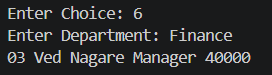 Enter Choice: 6
Enter Department: Finance
03 Ved Nagare Manager 40000